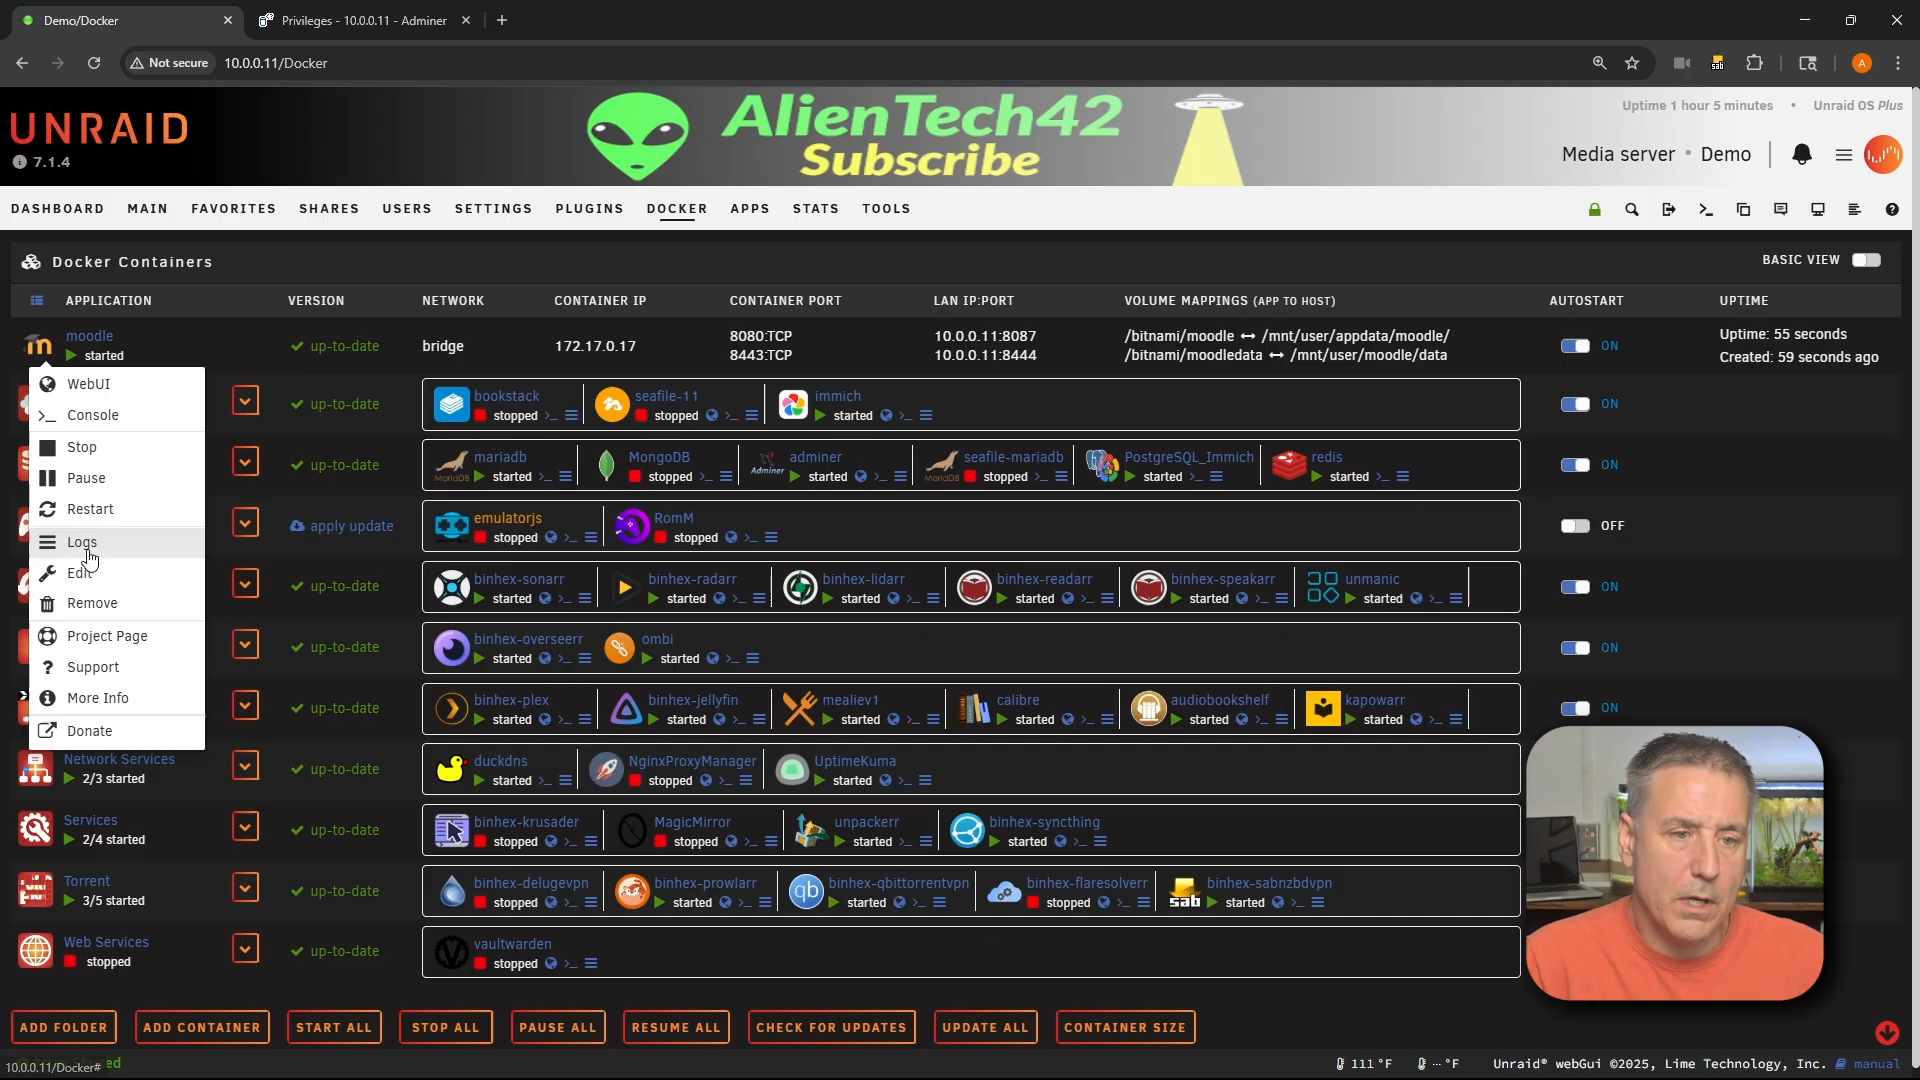 Demo/Docker
Privileges - 10.0.0.11 - Adminer
Not secure
10.0.0.11/Docker
UNRAID
7.1.4
AlienTech42
Subscribe
Uptime 1 hour 5 minutes • Unraid OS Plus
Media server • Demo
DASHBOARD MAIN FAVORITES SHARES USERS SETTINGS PLUGINS DOCKER APPS STATS TOOLS
Docker Containers
BASIC VIEW
APPLICATION VERSION NETWORK CONTAINER IP CONTAINER PORT LAN IP:PORT VOLUME MAPPINGS (APP TO HOST) AUTOSTART UPTIME
moodle
started
up-to-date
bridge
172.17.0.17
8080:TCP
8443:TCP
10.0.0.11:8087
10.0.0.11:8444
/bitnami/moodle ↔ /mnt/user/appdata/moodle/
/bitnami/moodledata ↔ /mnt/user/moodle/data
ON
Uptime: 55 seconds
Created: 59 seconds ago
WebUI
Console
Stop
Pause
Restart
Logs
Edit
Remove
Project Page
Support
More Info
Donate
up-to-date
bookstack
stopped
seafile-11
stopped
immich
started
ON
up-to-date
mariadb
started
MongoDB
stopped
adminer
started
seafile-mariadb
stopped
PostgreSQL_Immich
started
redis
started
ON
apply update
emulatorjs
stopped
RomM
stopped
OFF
up-to-date
binhex-sonarr
started
binhex-radarr
started
binhex-lidarr
started
binhex-readarr
started
binhex-speakarr
started
unmanic
started
ON
up-to-date
binhex-overseerr
started
ombi
started
ON
up-to-date
binhex-plex
started
binhex-jellyfin
started
mealiev1
started
calibre
started
audiobookshelf
started
kapowarr
started
ON
Network Services
2/3 started
up-to-date
duckdns
started
NginxProxyManager
stopped
UptimeKuma
started
Services
2/4 started
up-to-date
binhex-krusader
stopped
MagicMirror
stopped
unpackerr
started
binhex-syncthing
started
Torrent
3/5 started
up-to-date
binhex-delugevpn
stopped
binhex-prowlarr
started
binhex-qbittorrentvpn
started
binhex-flaresolverr
stopped
binhex-sabnzbdvpn
started
Web Services
stopped
up-to-date
vaultwarden
stopped
ADD FOLDER ADD CONTAINER START ALL STOP ALL PAUSE ALL RESUME ALL CHECK FOR UPDATES UPDATE ALL CONTAINER SIZE
10.0.0.11/Docker#
111 °F -- °F Unraid® webGui ©2025, Lime Technology, Inc. manual